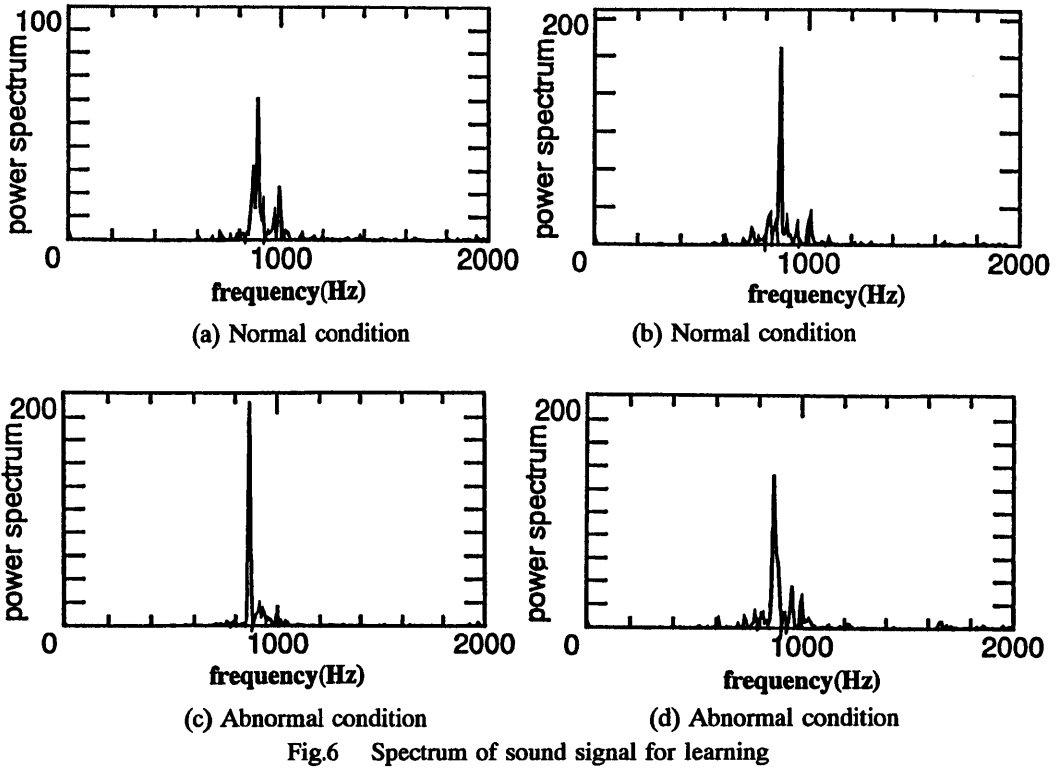 100
power spectrum
0
1000
2000
frequency(Hz)
(a) Normal condition
200
power spectrum
0
1000
2000
frequency(Hz)
(b) Normal condition
200
power spectrum
0
1000
2000
frequency(Hz)
(c) Abnormal condition
200
power spectrum
0
1000
2000
frequency(Hz)
(d) Abnormal condition
Fig.6 Spectrum of sound signal for learning